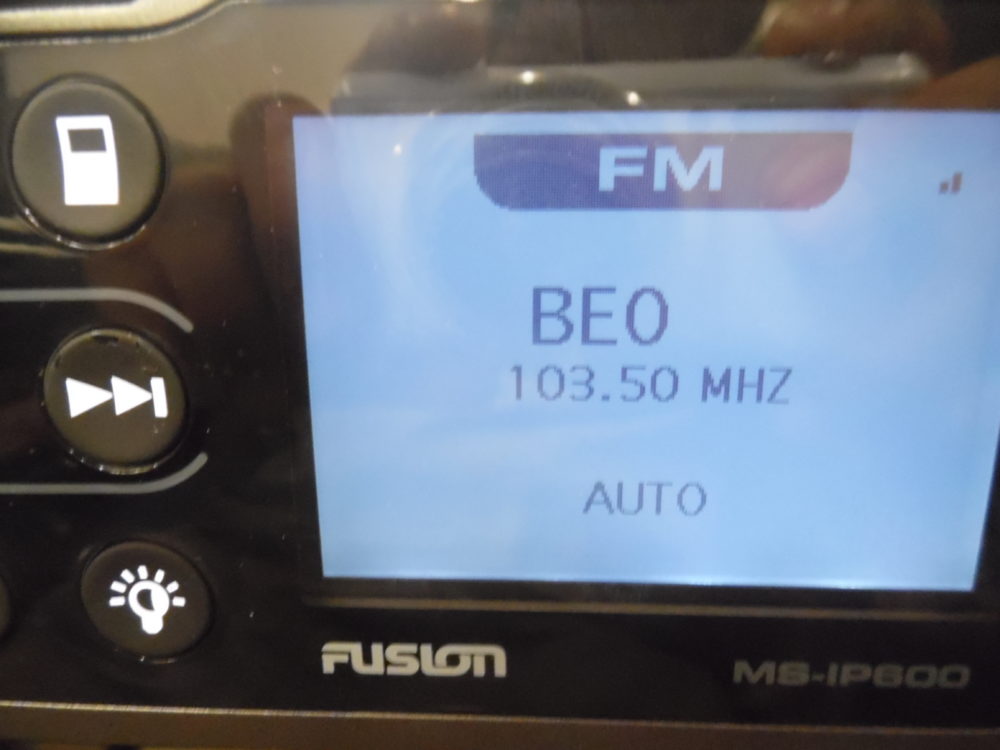 FM
BEO
103.50 MHZ
AUTO
FUSION
MS-IP600